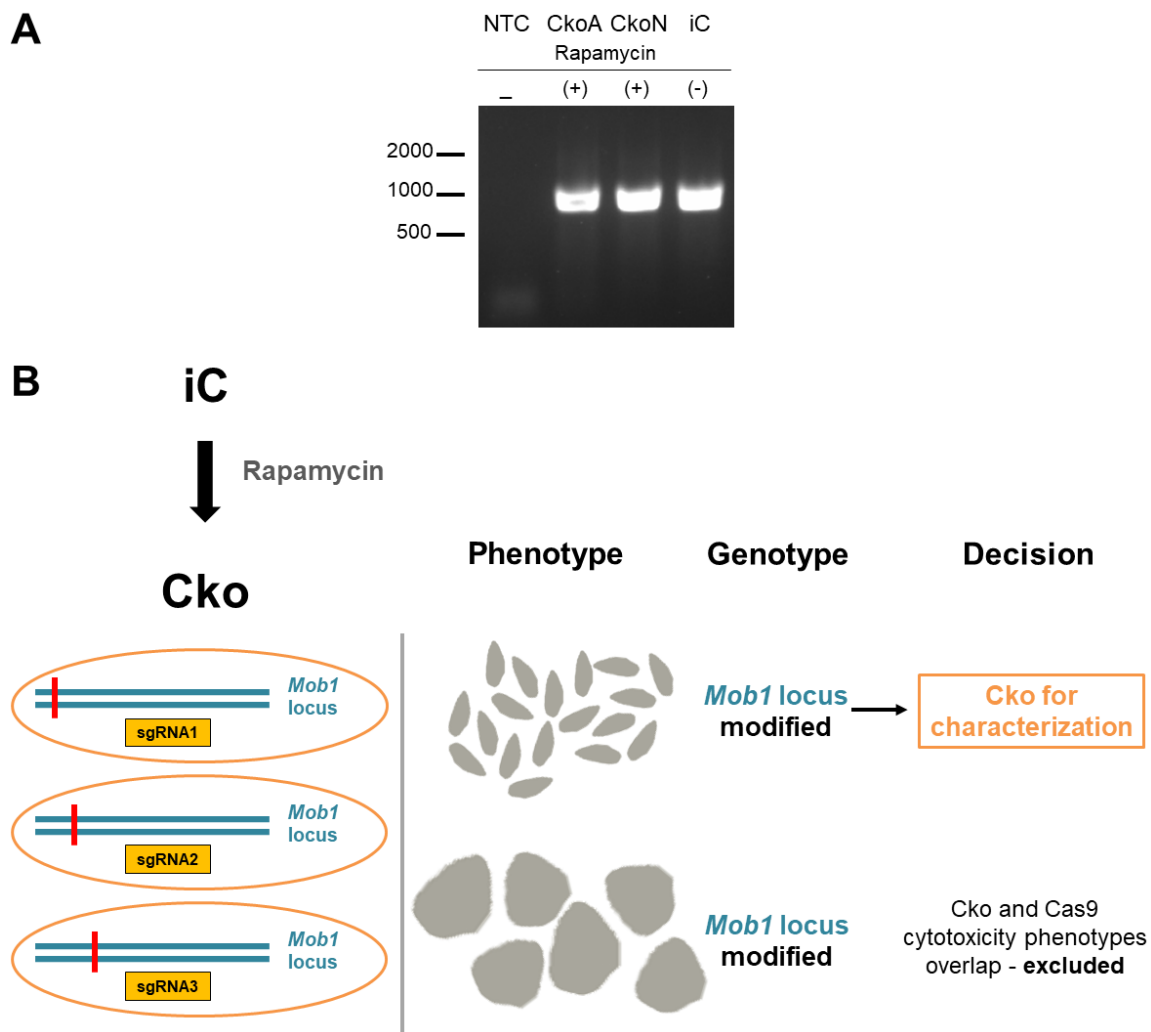 A
NTC CkoA CkoN iC
Rapamycin
_ (+) (+) (-)
2000
1000
500
B
iC
Rapamycin
Cko
Phenotype Genotype Decision
Mob1
locus
sgRNA1
Mob1 locus
modified
Cko for
characterization
Mob1
locus
sgRNA2
Mob1
locus
sgRNA3
Mob1 locus
modified
Cko and Cas9
cytotoxicity phenotypes
overlap - excluded